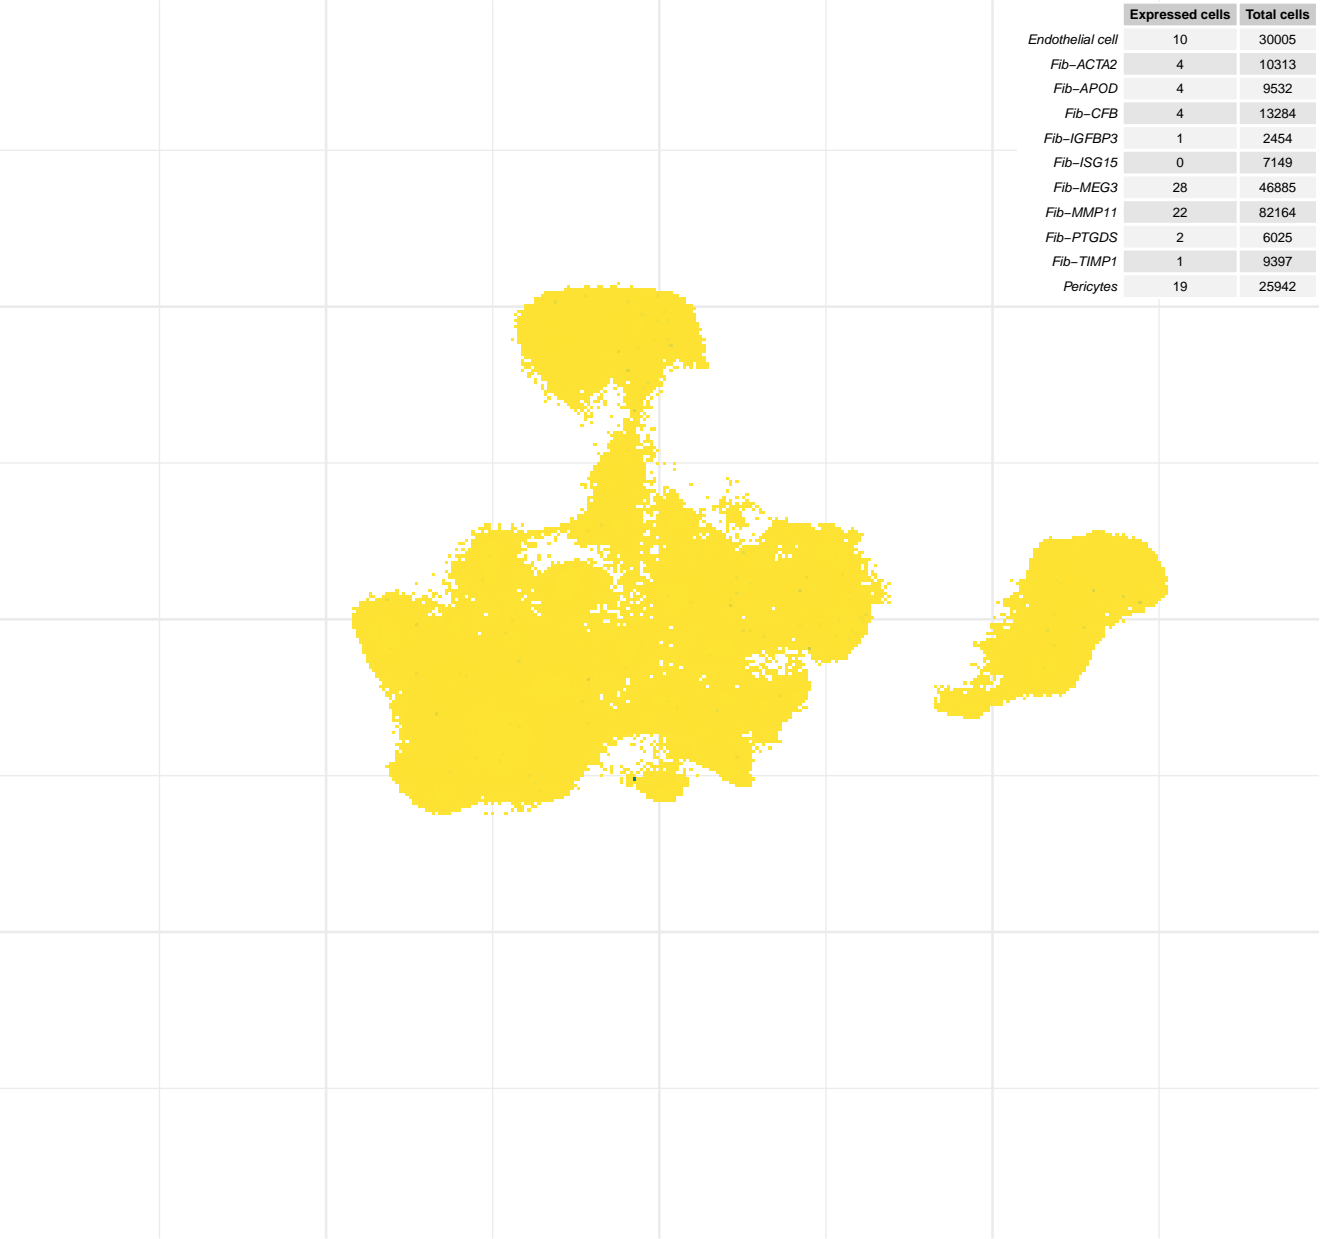 Expressed cells Total cells
Endothelial cell 10 30005
Fib−ACTA2 4 10313
Fib−APOD 4 9532
Fib−CFB 4 13284
Fib−IGFBP3 1 2454
Fib−ISG15 0 7149
Fib−MEG3 28 46885
Fib−MMP11 22 82164
Fib−PTGDS 2 6025
Fib−TIMP1 1 9397
Pericytes 19 25942